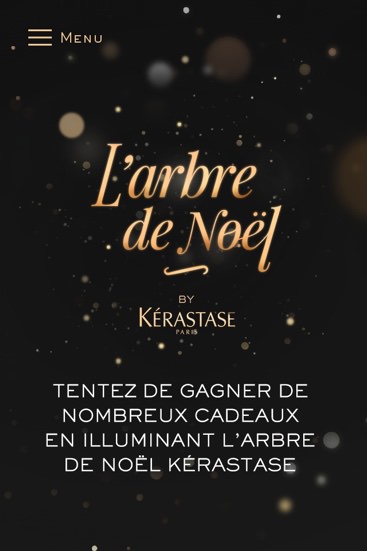 Menu
L'arbre
de Noël
BY
KÉRASTASE
PARIS
TENTEZ DE GAGNER DE
NOMBREUX CADEAUX
EN ILLUMINANT L'ARBRE
DE NOËL KÉRASTASE